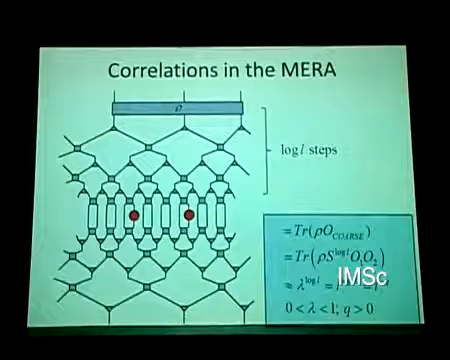 Correlations in the MERA
ρ
log l steps
= Tr(ρO_COARSE)
= Tr(ρS^{log l} O₁O₂)
≈ λ^{log l} =
IMSc
0 < λ < 1; q > 0